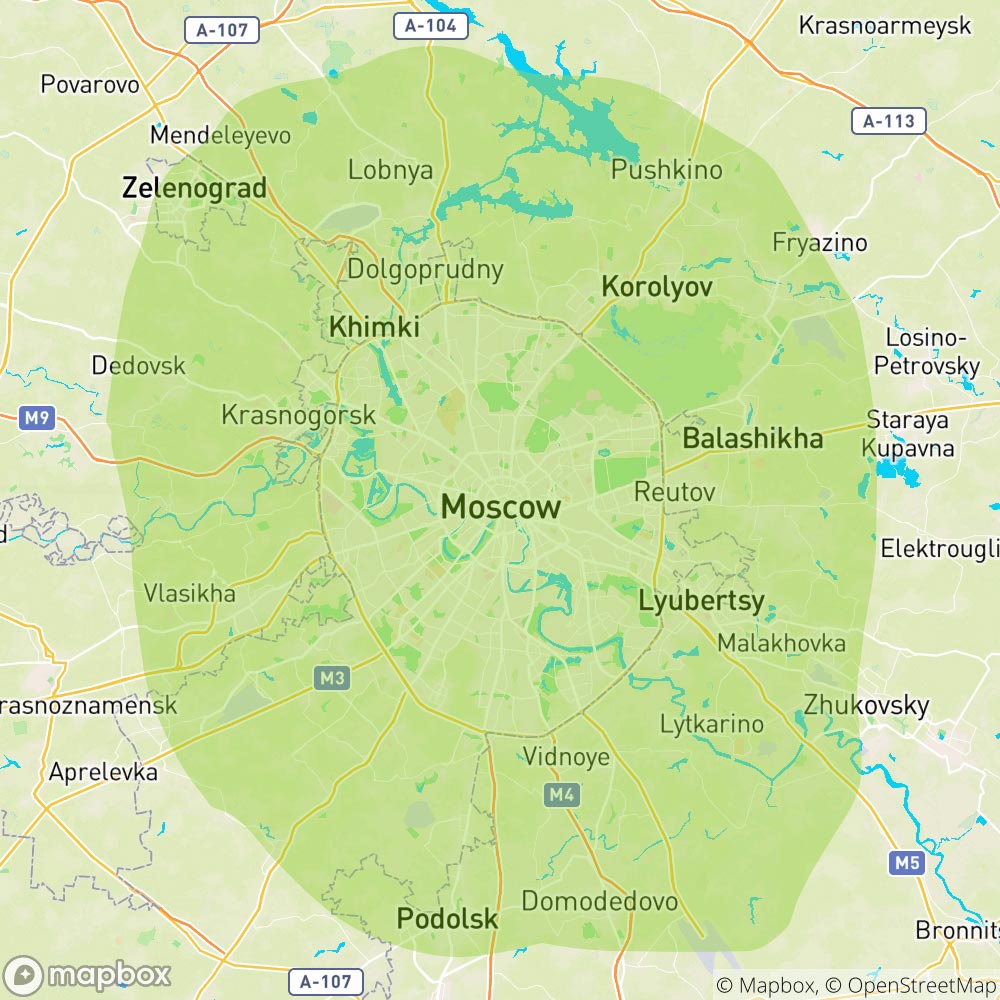 A-107
A-104
Krasnoarmeysk
Povarovo
A-113
Mendeleyevo
Lobnya
Pushkino
Zelenograd
Fryazino
Dolgoprudny
Korolyov
Khimki
Losino-
Petrovsky
Dedovsk
M9
Krasnogorsk
Staraya
Kupavna
Balashikha
Reutov
Moscow
Elektrougli
Vlasikha
Lyubertsy
Malakhovka
M3
rasnoznamensk
Zhukovsky
Lytkarino
Vidnoye
Aprelevka
M4
M5
Domodedovo
Podolsk
Bronnits
mapbox
A-107
© Mapbox, © OpenStreetMap